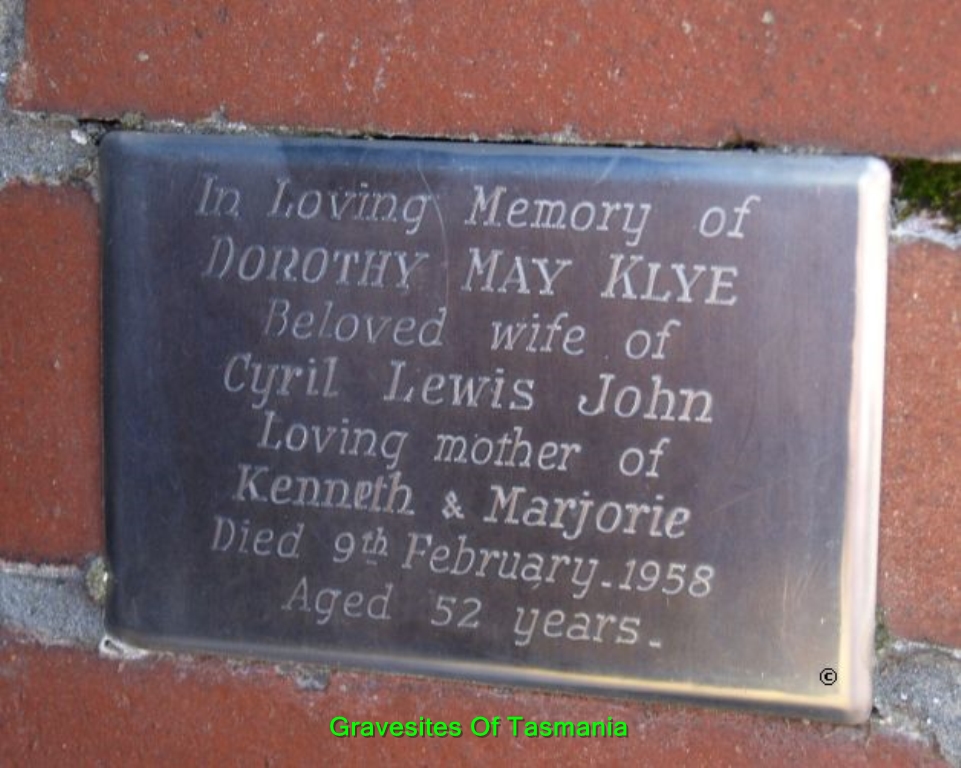 In Loving Memory of
DOROTHY MAY KLYE
Beloved wife of
Cyril Lewis John
Loving mother of
Kenneth & Marjorie
Died 9th February.1958
Aged 52 years.
©
Gravesites Of Tasmania